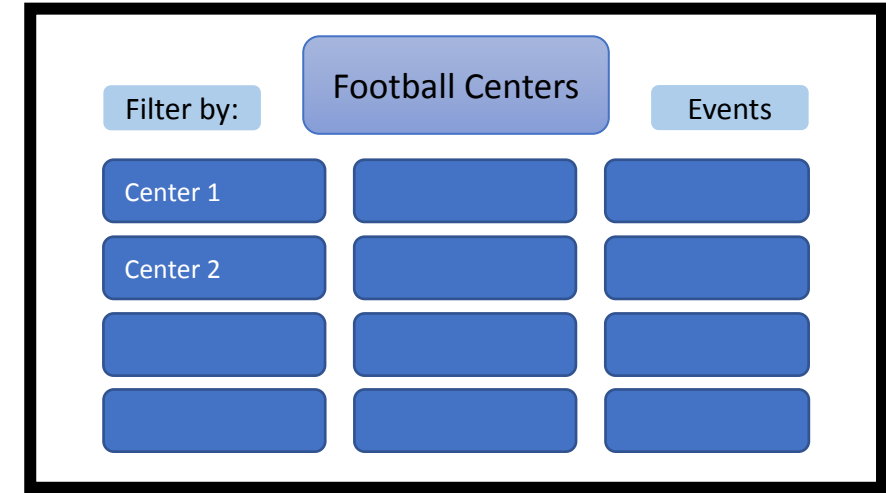 Football Centers
Filter by:
Events
Center 1
Center 2